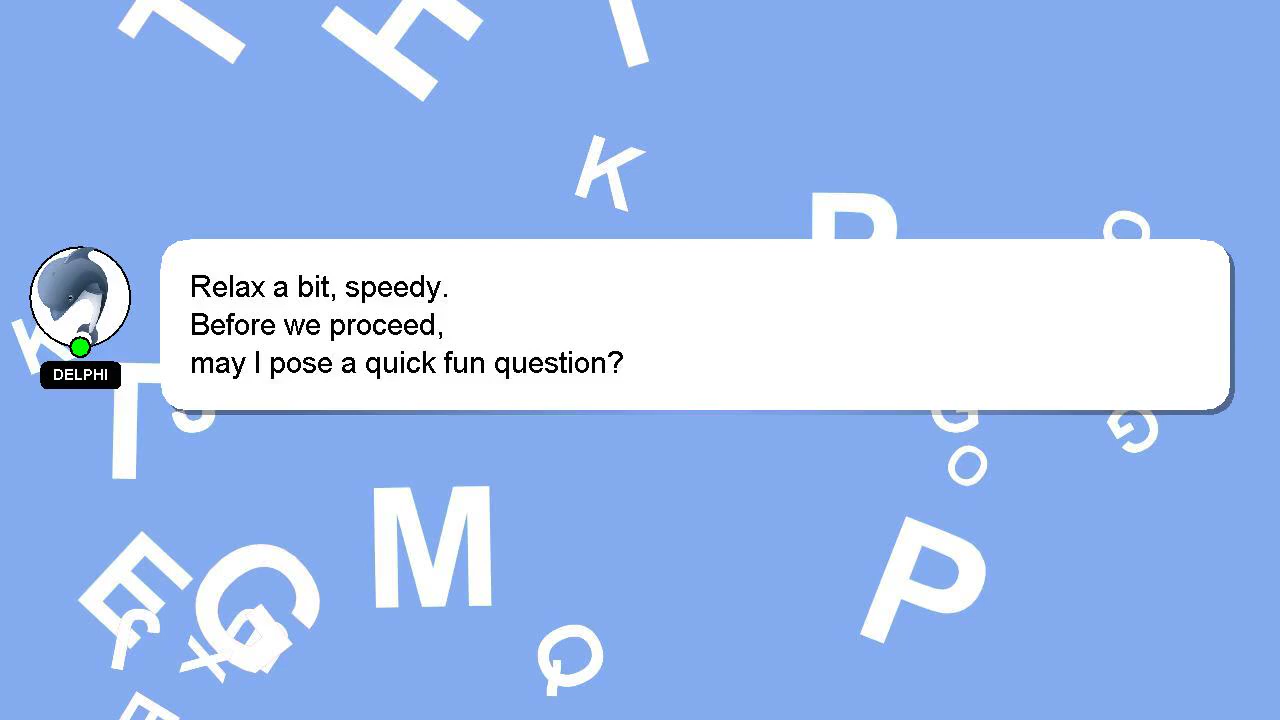 Relax a bit, speedy.
Before we proceed,
may I pose a quick fun question?
DELPHI
T
H
I
K
P
O
K
T
J
G
G
O
M
P
E
G
J
X
Q
E